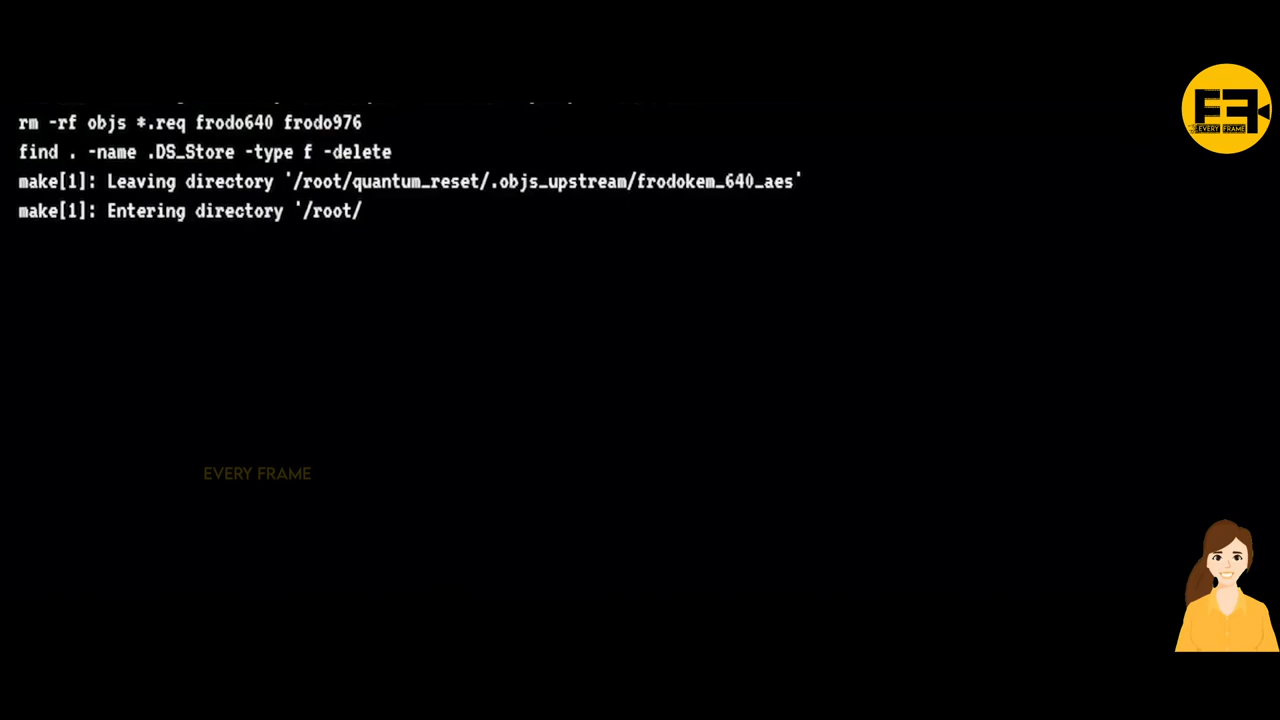 rm -rf objs *.req frodo640 frodo976
find . -name .DS_Store -type f -delete
make[1]: Leaving directory '/root/quantum_reset/.objs_upstream/frodokem_640_aes'
make[1]: Entering directory '/root/
EF
EVERY FRAME
EVERY FRAME